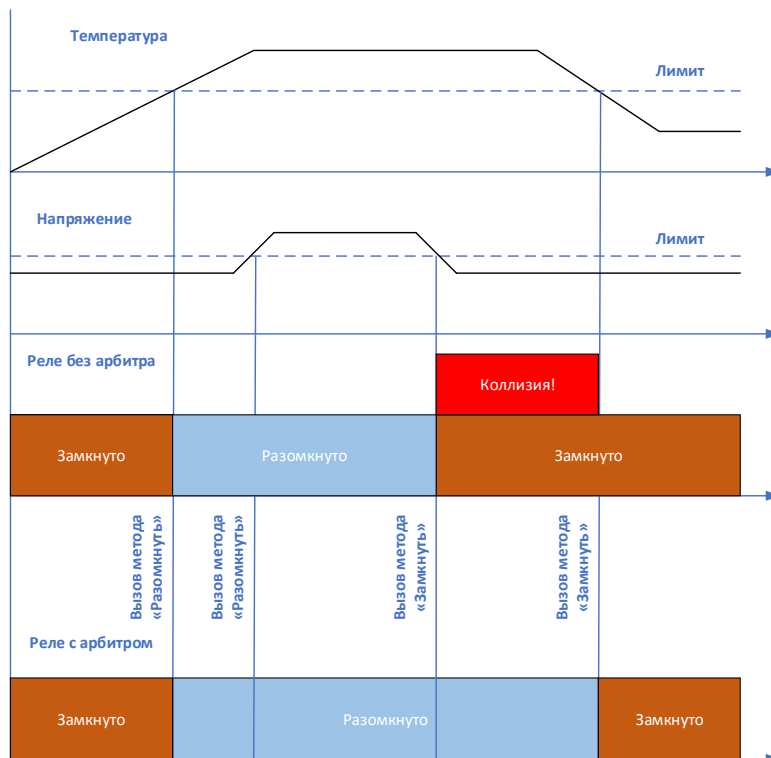 Температура
Лимит
Напряжение
Лимит
Реле без арбитра
Коллизия!
Замкнуто
Разомкнуто
Замкнуто
Вызов метода
«Разомкнуть»
Вызов метода
«Разомкнуть»
Вызов метода
«Замкнуть»
Вызов метода
«Замкнуть»
Реле с арбитром
Замкнуто
Разомкнуто
Замкнуто